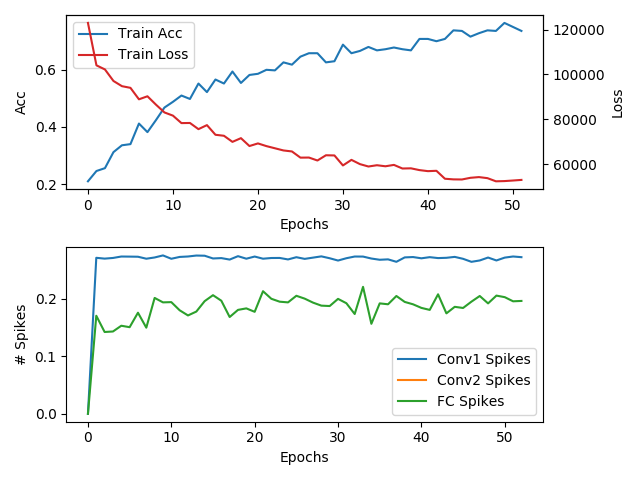 Train Acc
Train Loss
Acc
0.6
0.4
0.2
120000
100000
80000
60000
Loss
0 10 20 30 40 50
Epochs
# Spikes
0.2
0.1
0.0
Conv1 Spikes
Conv2 Spikes
FC Spikes
0 10 20 30 40 50
Epochs